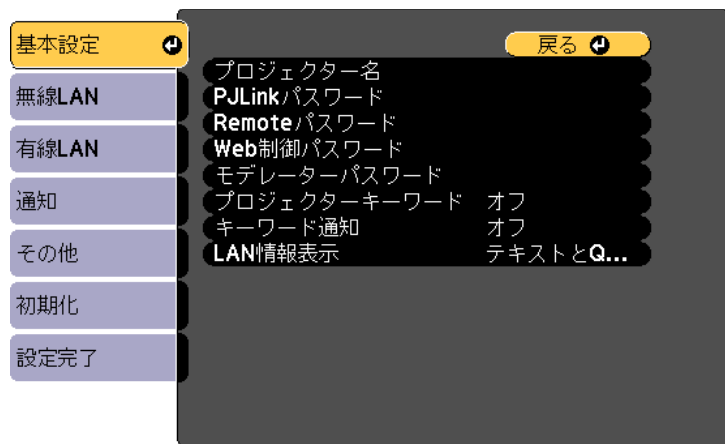 基本設定
無線LAN
有線LAN
通知
その他
初期化
設定完了
戻る
プロジェクター名
PJLinkパスワード
Remoteパスワード
Web制御パスワード
モデレーターパスワード
プロジェクターキーワード オフ
キーワード通知 オフ
LAN情報表示 テキストとQ...